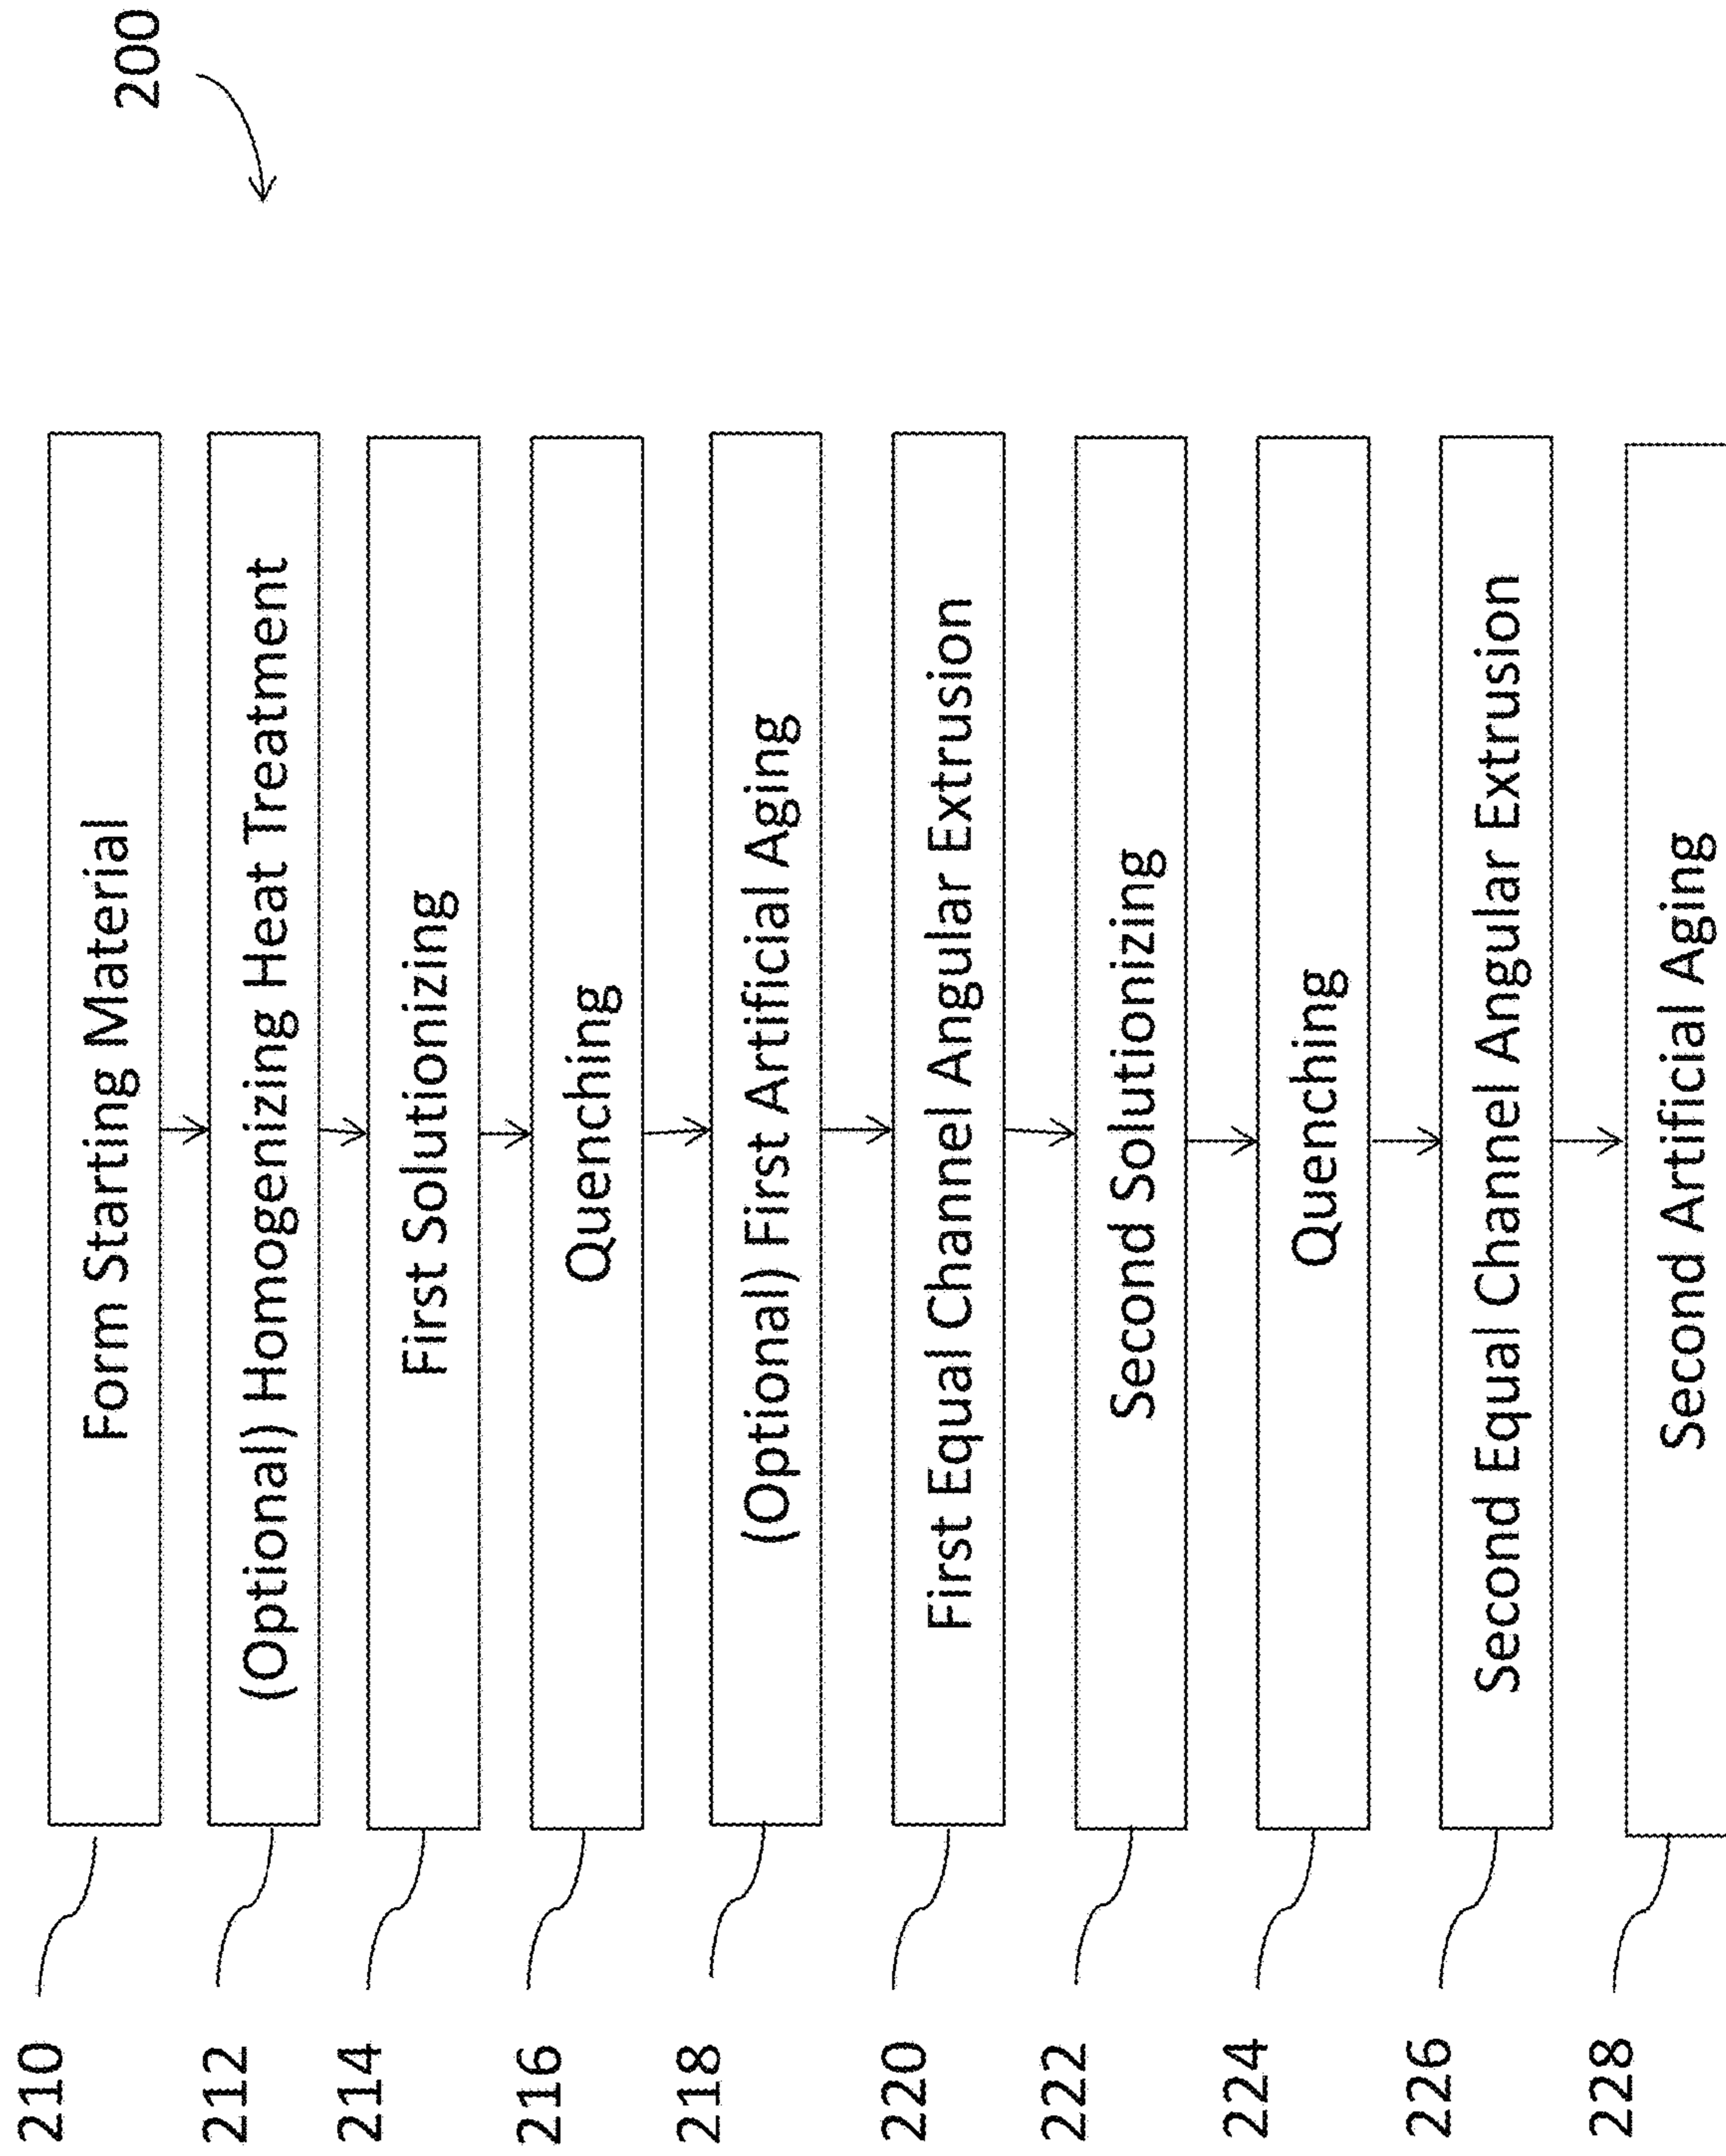 200
210 Form Starting Material
212 (Optional) Homogenizing Heat Treatment
214 First Solutionizing
216 Quenching
218 (Optional) First Artificial Aging
220 First Equal Channel Angular Extrusion
222 Second Solutionizing
224 Quenching
226 Second Equal Channel Angular Extrusion
228 Second Artificial Aging